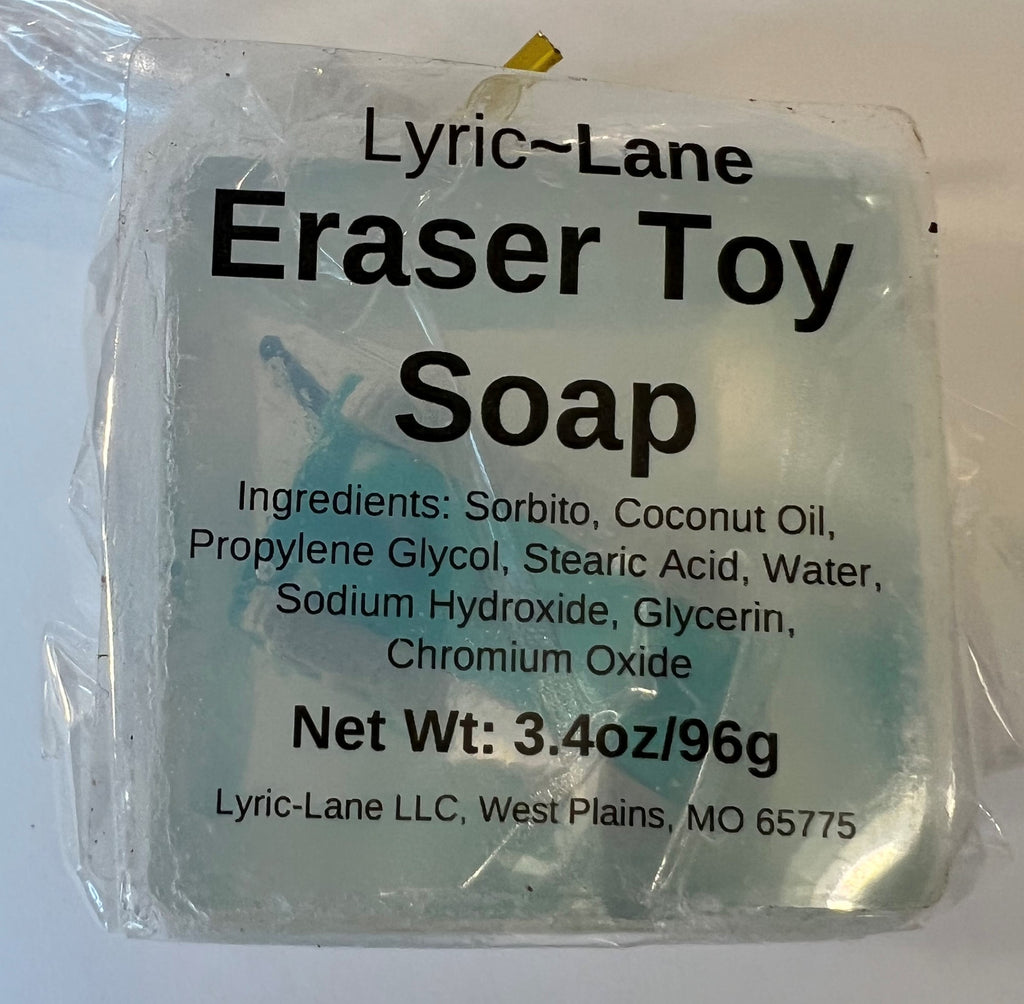 Lyric~Lane
Eraser Toy
Soap
Ingredients: Sorbito, Coconut Oil,
Propylene Glycol, Stearic Acid, Water,
Sodium Hydroxide, Glycerin,
Chromium Oxide
Net Wt: 3.4oz/96g
Lyric-Lane LLC, West Plains, MO 65775